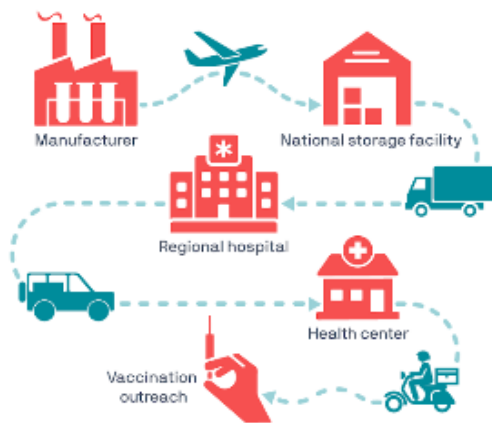 Manufacturer
National storage facility
Regional hospital
Health center
Vaccination
outreach